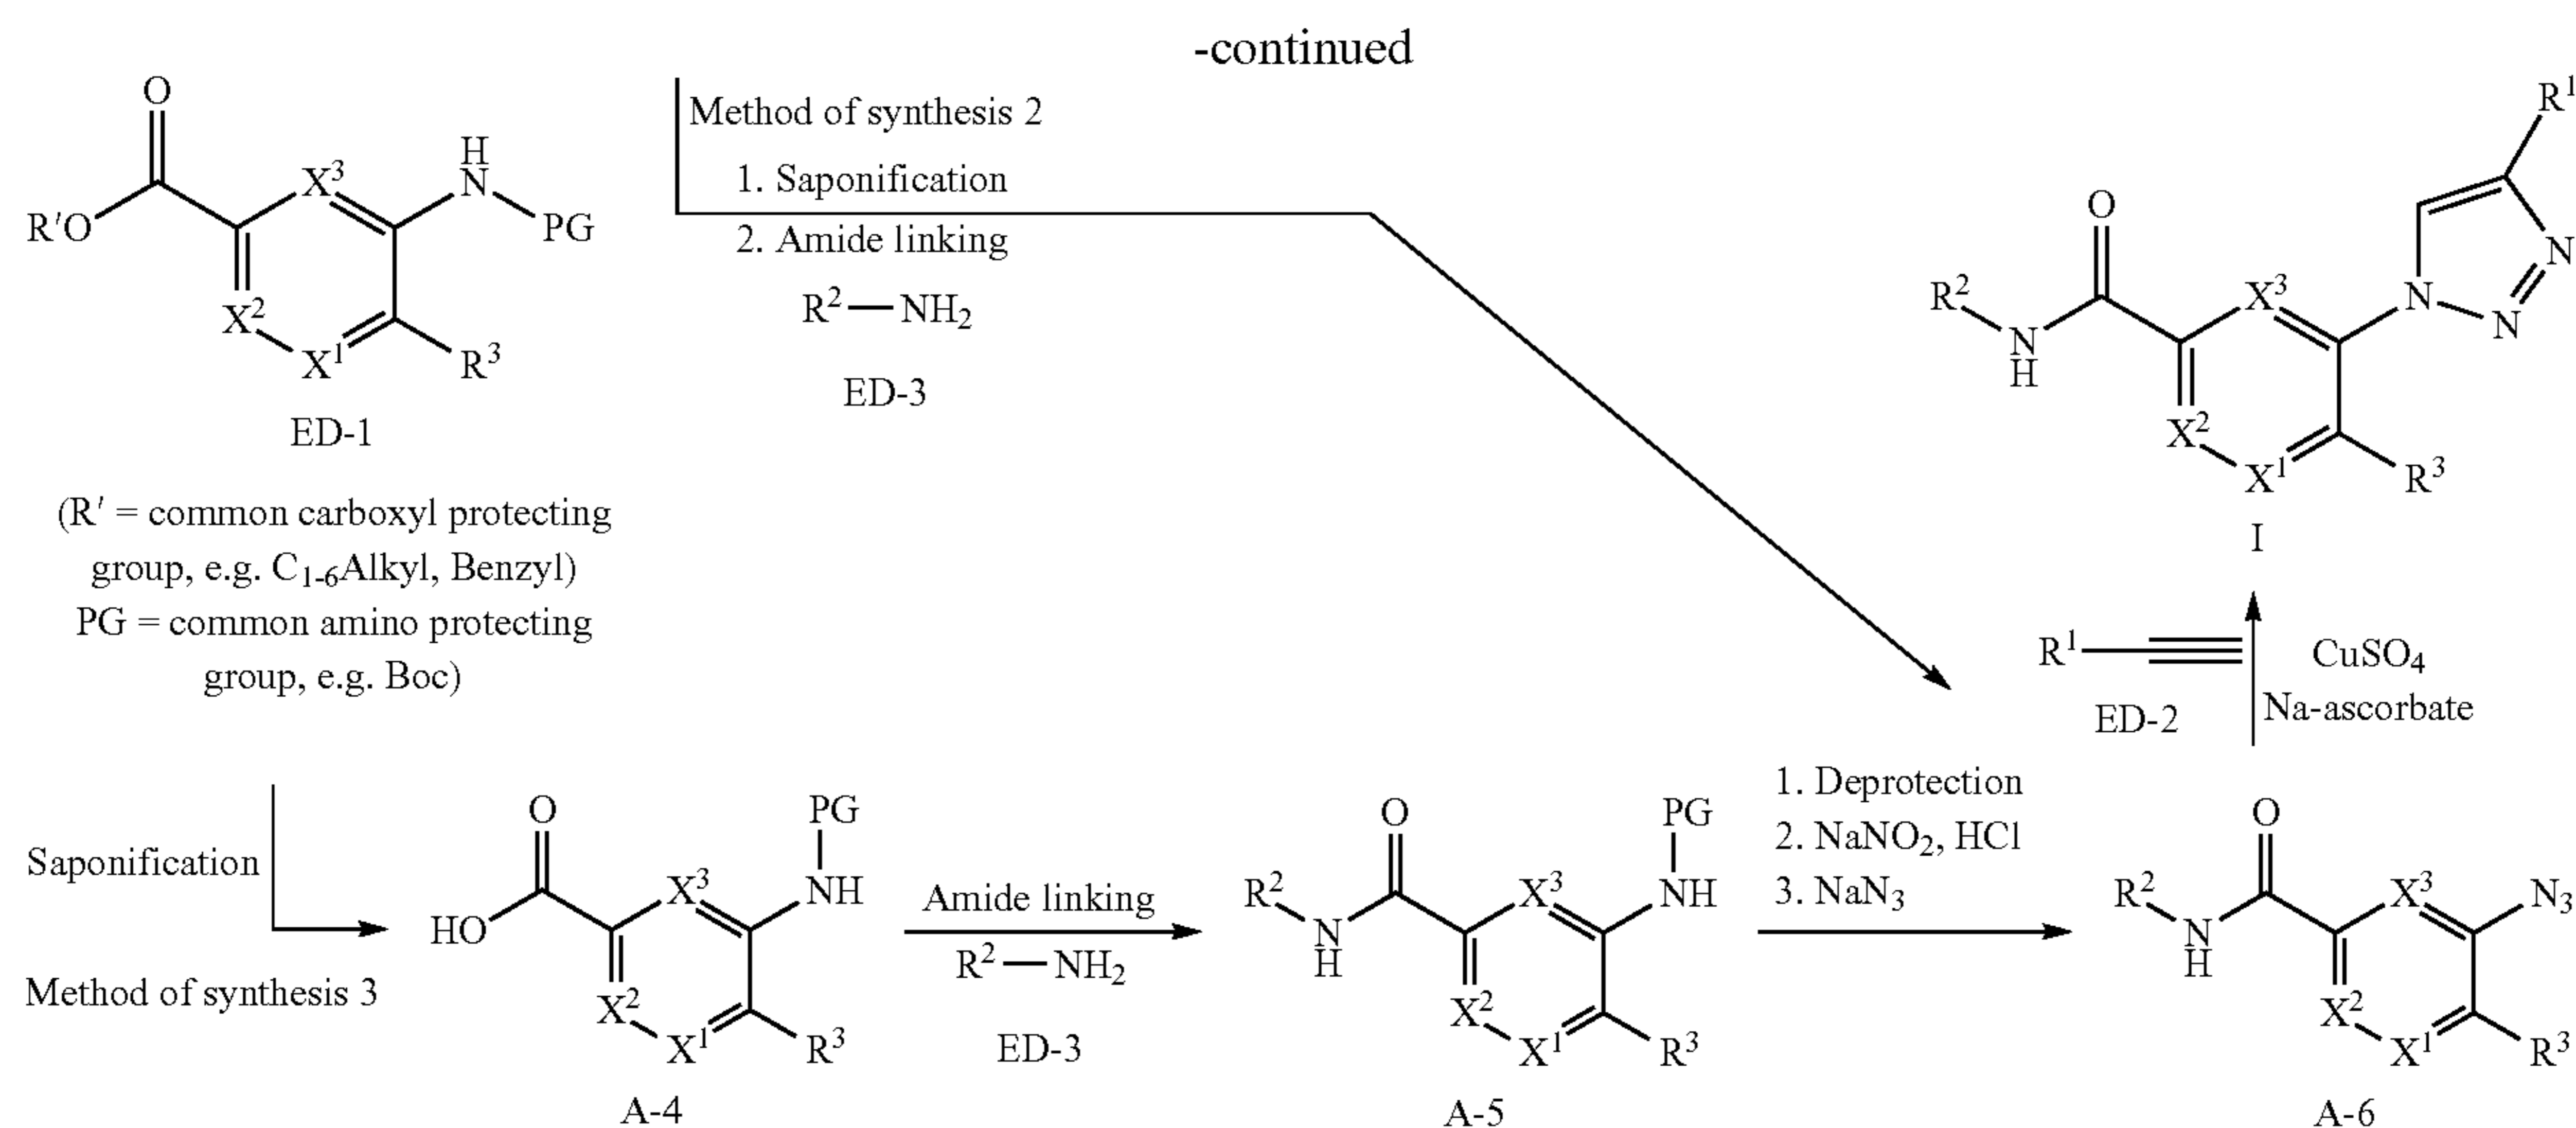 -continued
O
H
N
X³
R'O
PG
X²
X¹
R³
ED-1
(R' = common carboxyl protecting
group, e.g. C₁₋₆Alkyl, Benzyl)
PG = common amino protecting
group, e.g. Boc)
Method of synthesis 2
1. Saponification
2. Amide linking
R²—NH₂
ED-3
R¹
O
N
R²
X³
N
N
N
H
X²
X¹
R³
I
R¹
CuSO₄
ED-2
Na-ascorbate
Saponification
Method of synthesis 3
O
PG
X³
NH
HO
X²
X¹
R³
A-4
Amide linking
R²—NH₂
ED-3
O
PG
R²
X³
NH
N
H
X²
X¹
R³
A-5
1. Deprotection
2. NaNO₂, HCl
3. NaN₃
O
R²
X³
N₃
N
H
X²
X¹
R³
A-6